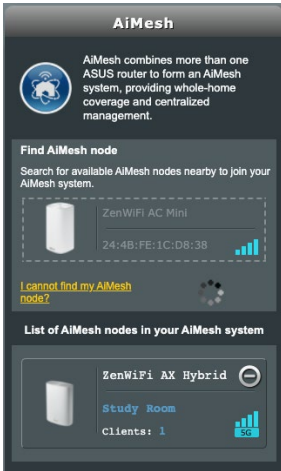 AiMesh
AiMesh combines more than one
ASUS router to form an AiMesh
system, providing whole-home
coverage and centralized
management.
Find AiMesh node
Search for available AiMesh nodes nearby to join your
AiMesh system.
ZenWiFi AC Mini
24:4B:FE:1C:D8:38
I cannot find my AiMesh
node?
List of AiMesh nodes in your AiMesh system
ZenWiFi AX Hybrid
Study Room
Clients: 1
5G